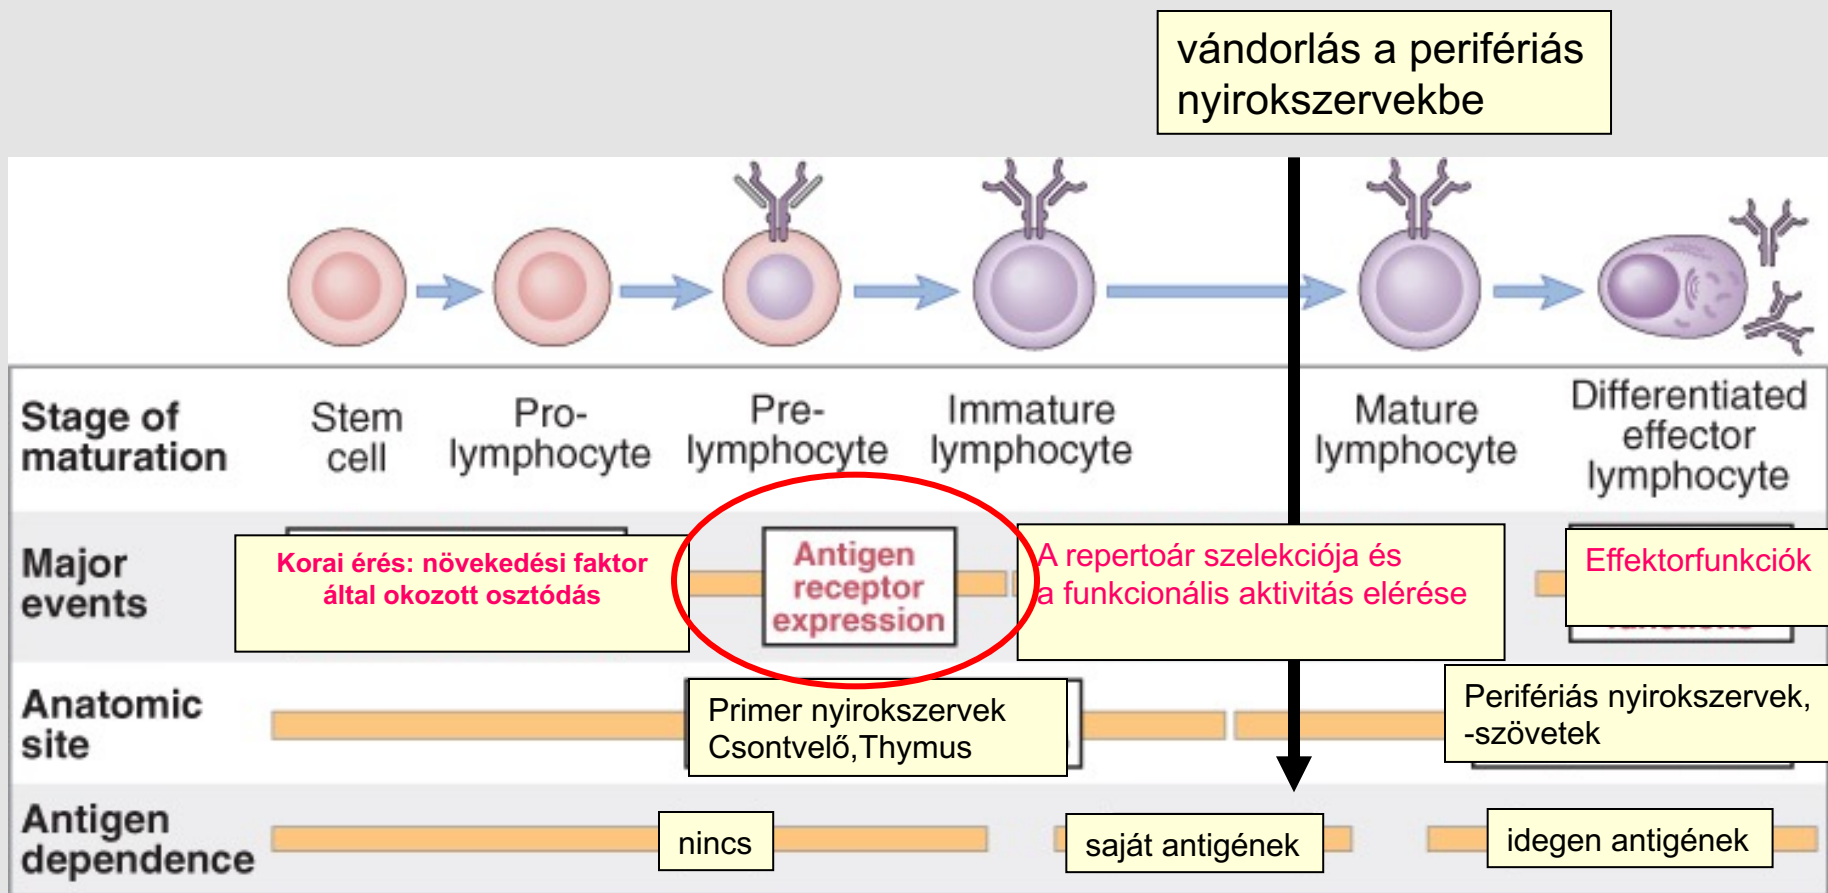 vándorlás a perifériás
nyirokszervekbe
Stage of
maturation
Stem
cell
Pro-
lymphocyte
Pre-
lymphocyte
Immature
lymphocyte
Mature
lymphocyte
Differentiated
effector
lymphocyte
Major
events
Korai érés: növekedési faktor
által okozott osztódás
Antigen
receptor
expression
A repertoár szelekciója és
a funkcionális aktivitás elérése
Effektorfunkciók
Anatomic
site
Primer nyirokszervek
Csontvelő,Thymus
Perifériás nyirokszervek,
-szövetek
Antigen
dependence
nincs
saját antigének
idegen antigének